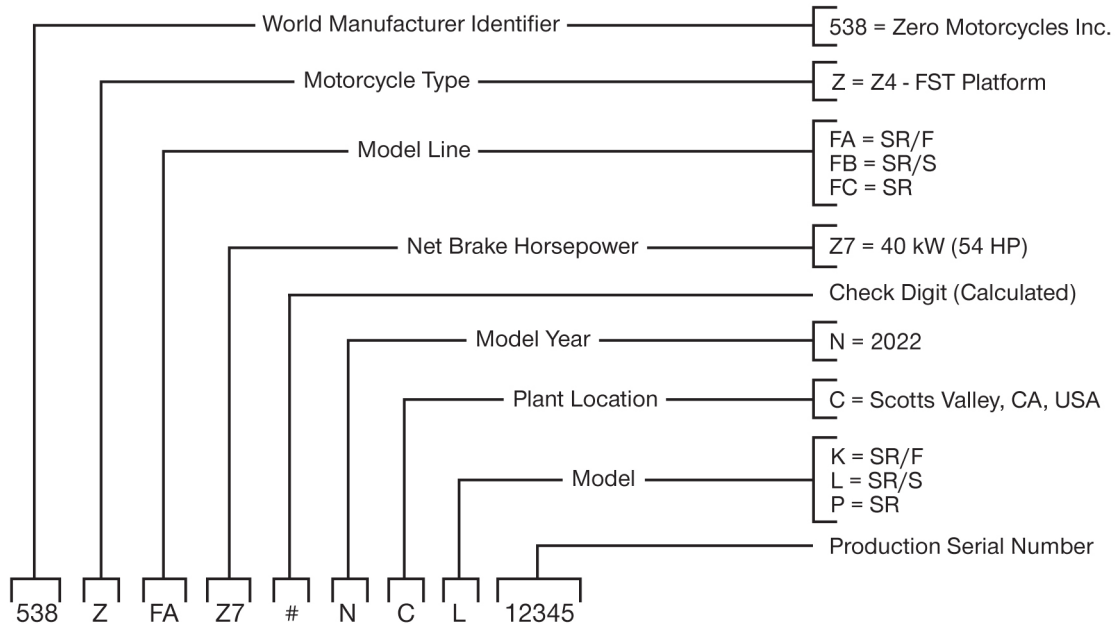 World Manufacturer Identifier
538 = Zero Motorcycles Inc.
Motorcycle Type
Z = Z4 - FST Platform
Model Line
FA = SR/F
FB = SR/S
FC = SR
Net Brake Horsepower
Z7 = 40 kW (54 HP)
Check Digit (Calculated)
Model Year
N = 2022
Plant Location
C = Scotts Valley, CA, USA
Model
K = SR/F
L = SR/S
P = SR
Production Serial Number
538 Z FA Z7 # N C L 12345